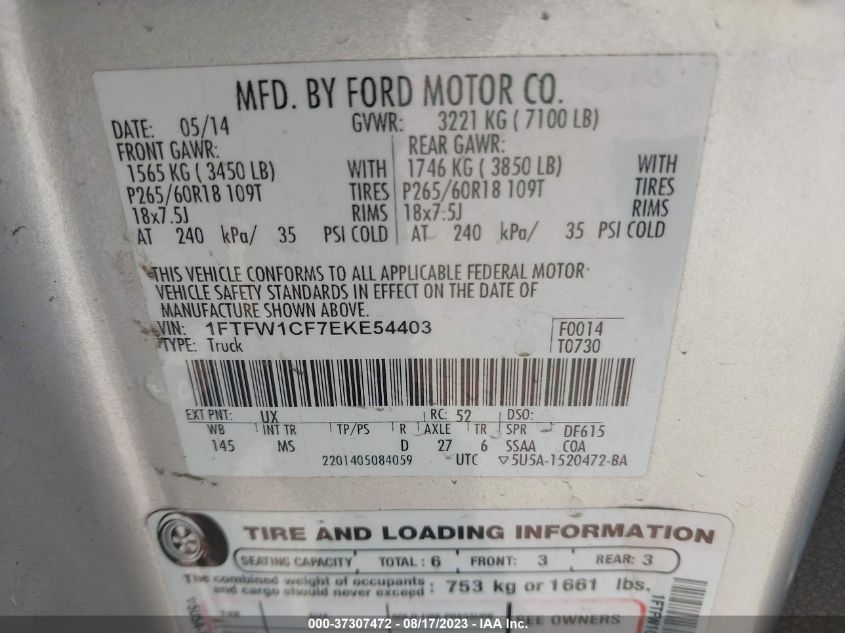 MFD. BY FORD MOTOR CO.
DATE: 05/14 GVWR: 3221 KG ( 7100 LB)
FRONT GAWR: REAR GAWR:
1565 KG ( 3450 LB) WITH 1746 KG ( 3850 LB) WITH
P265/60R18 109T TIRES P265/60R18 109T TIRES
18x7.5J RIMS 18x7.5J RIMS
AT 240 kPa/ 35 PSI COLD AT 240 kPa/ 35 PSI COLD
THIS VEHICLE CONFORMS TO ALL APPLICABLE FEDERAL MOTOR
VEHICLE SAFETY STANDARDS IN EFFECT ON THE DATE OF
MANUFACTURE SHOWN ABOVE.
VIN: 1FTFW1CF7EKE54403 F0014
TYPE: Truck T0730
EXT PNT: UX RC: 52 DSO:
WB INT TR TP/PS R AXLE TR SPR DF615
145 MS D 27 6 SSAA COA
2201405084059 UTC ▽5U5A-1520472-BA
TIRE AND LOADING INFORMATION
SEATING CAPACITY TOTAL : 6 FRONT: 3 REAR: 3
The combined weight of occupants
and cargo should never exceed : 753 kg or 1661 lbs.
SEE OWNERS
000-37307472 - 08/17/2023 - IAA Inc.